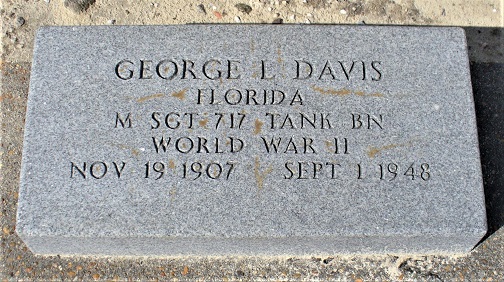 GEORGE L DAVIS
FLORIDA
M SGT 717 TANK BN
WORLD WAR II
NOV 19 1907 SEPT 1 1948